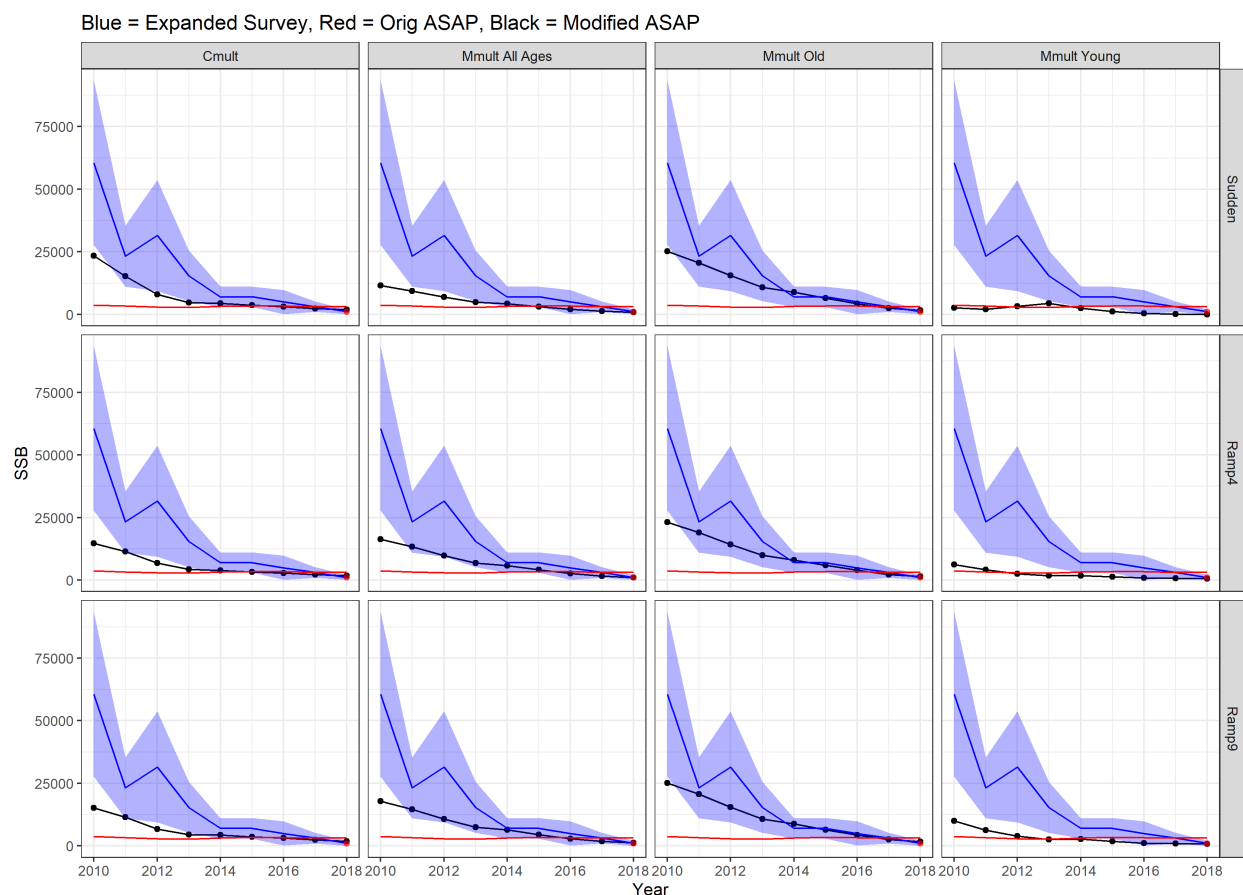 Blue = Expanded Survey, Red = Orig ASAP, Black = Modified ASAP
Cmult Mmult All Ages Mmult Old Mmult Young
75000
50000
25000
0
Sudden
75000
50000
25000
0
Ramp4
SSB
75000
50000
25000
0
Ramp9
2010 2012 2014 2016 2018 2010 2012 2014 2016 2018 2010 2012 2014 2016 2018 2010 2012 2014 2016 2018
Year